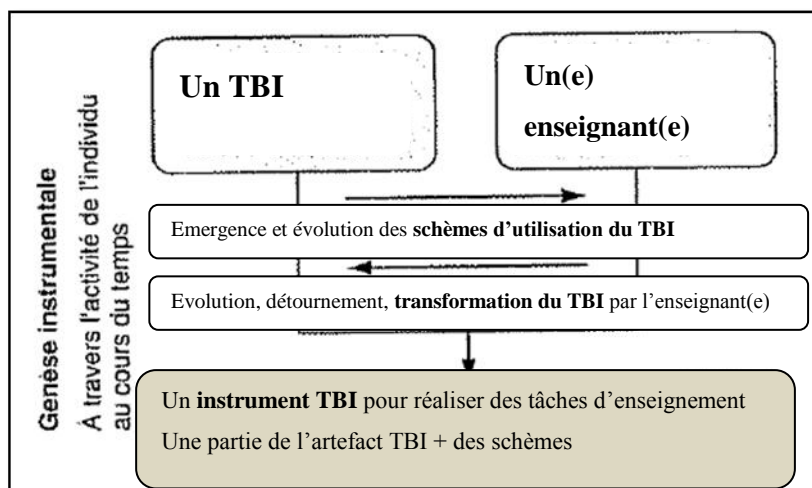 Un TBI
Un(e)
enseignant(e)
Genèse instrumentale
À travers l'activité de l'individu
au cours du temps
Emergence et évolution des schèmes d'utilisation du TBI
Evolution, détournement, transformation du TBI par l'enseignant(e)
Un instrument TBI pour réaliser des tâches d'enseignement
Une partie de l'artefact TBI + des schèmes